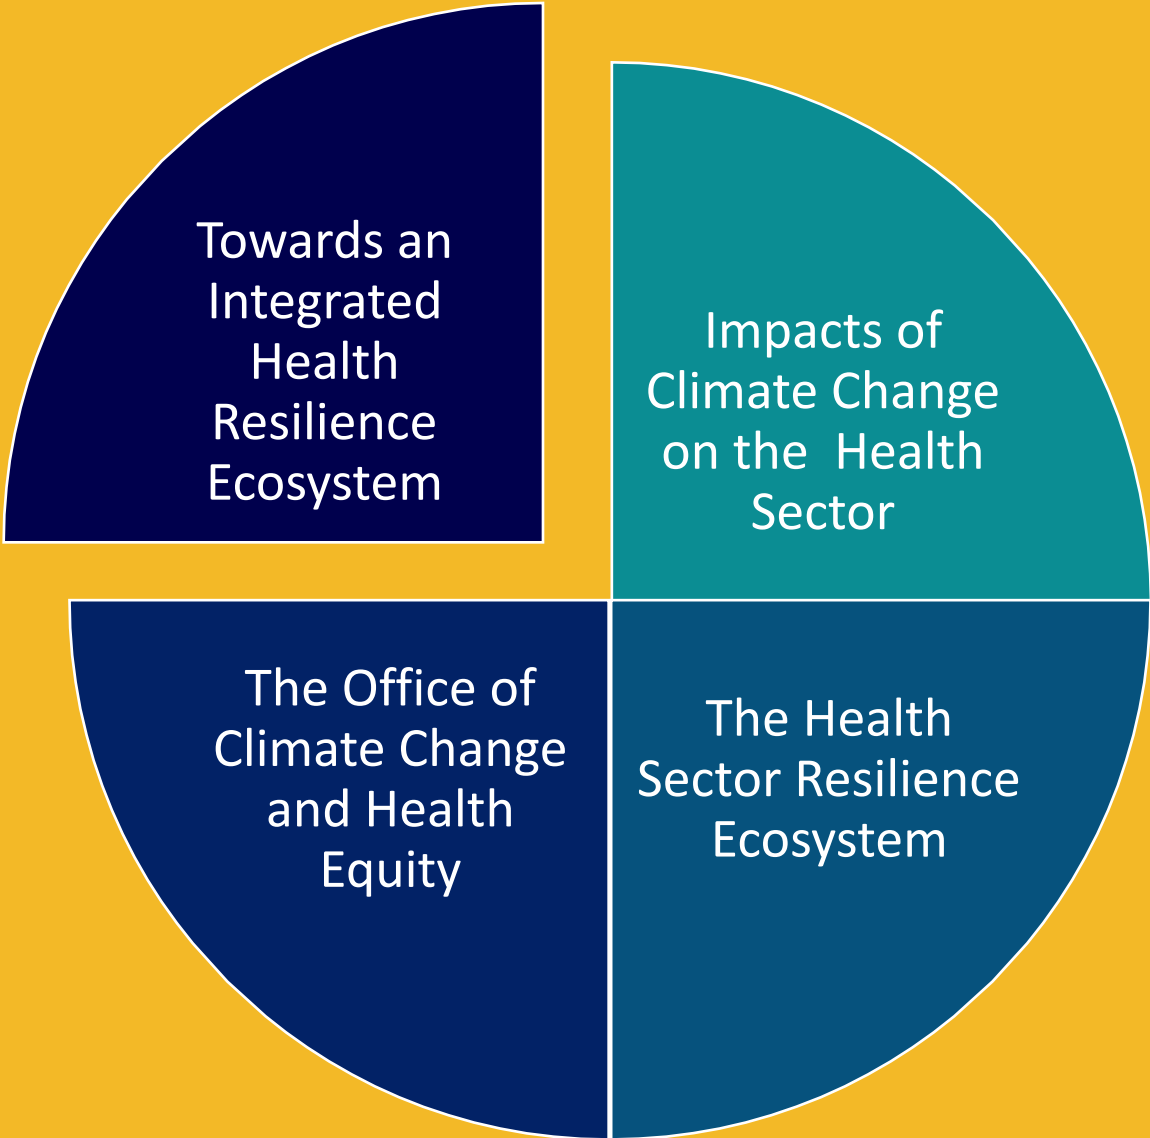 Towards an
Integrated
Health
Resilience
Ecosystem
Impacts of
Climate Change
on the  Health
Sector
The Office of
Climate Change
and Health
Equity
The Health
Sector Resilience
Ecosystem